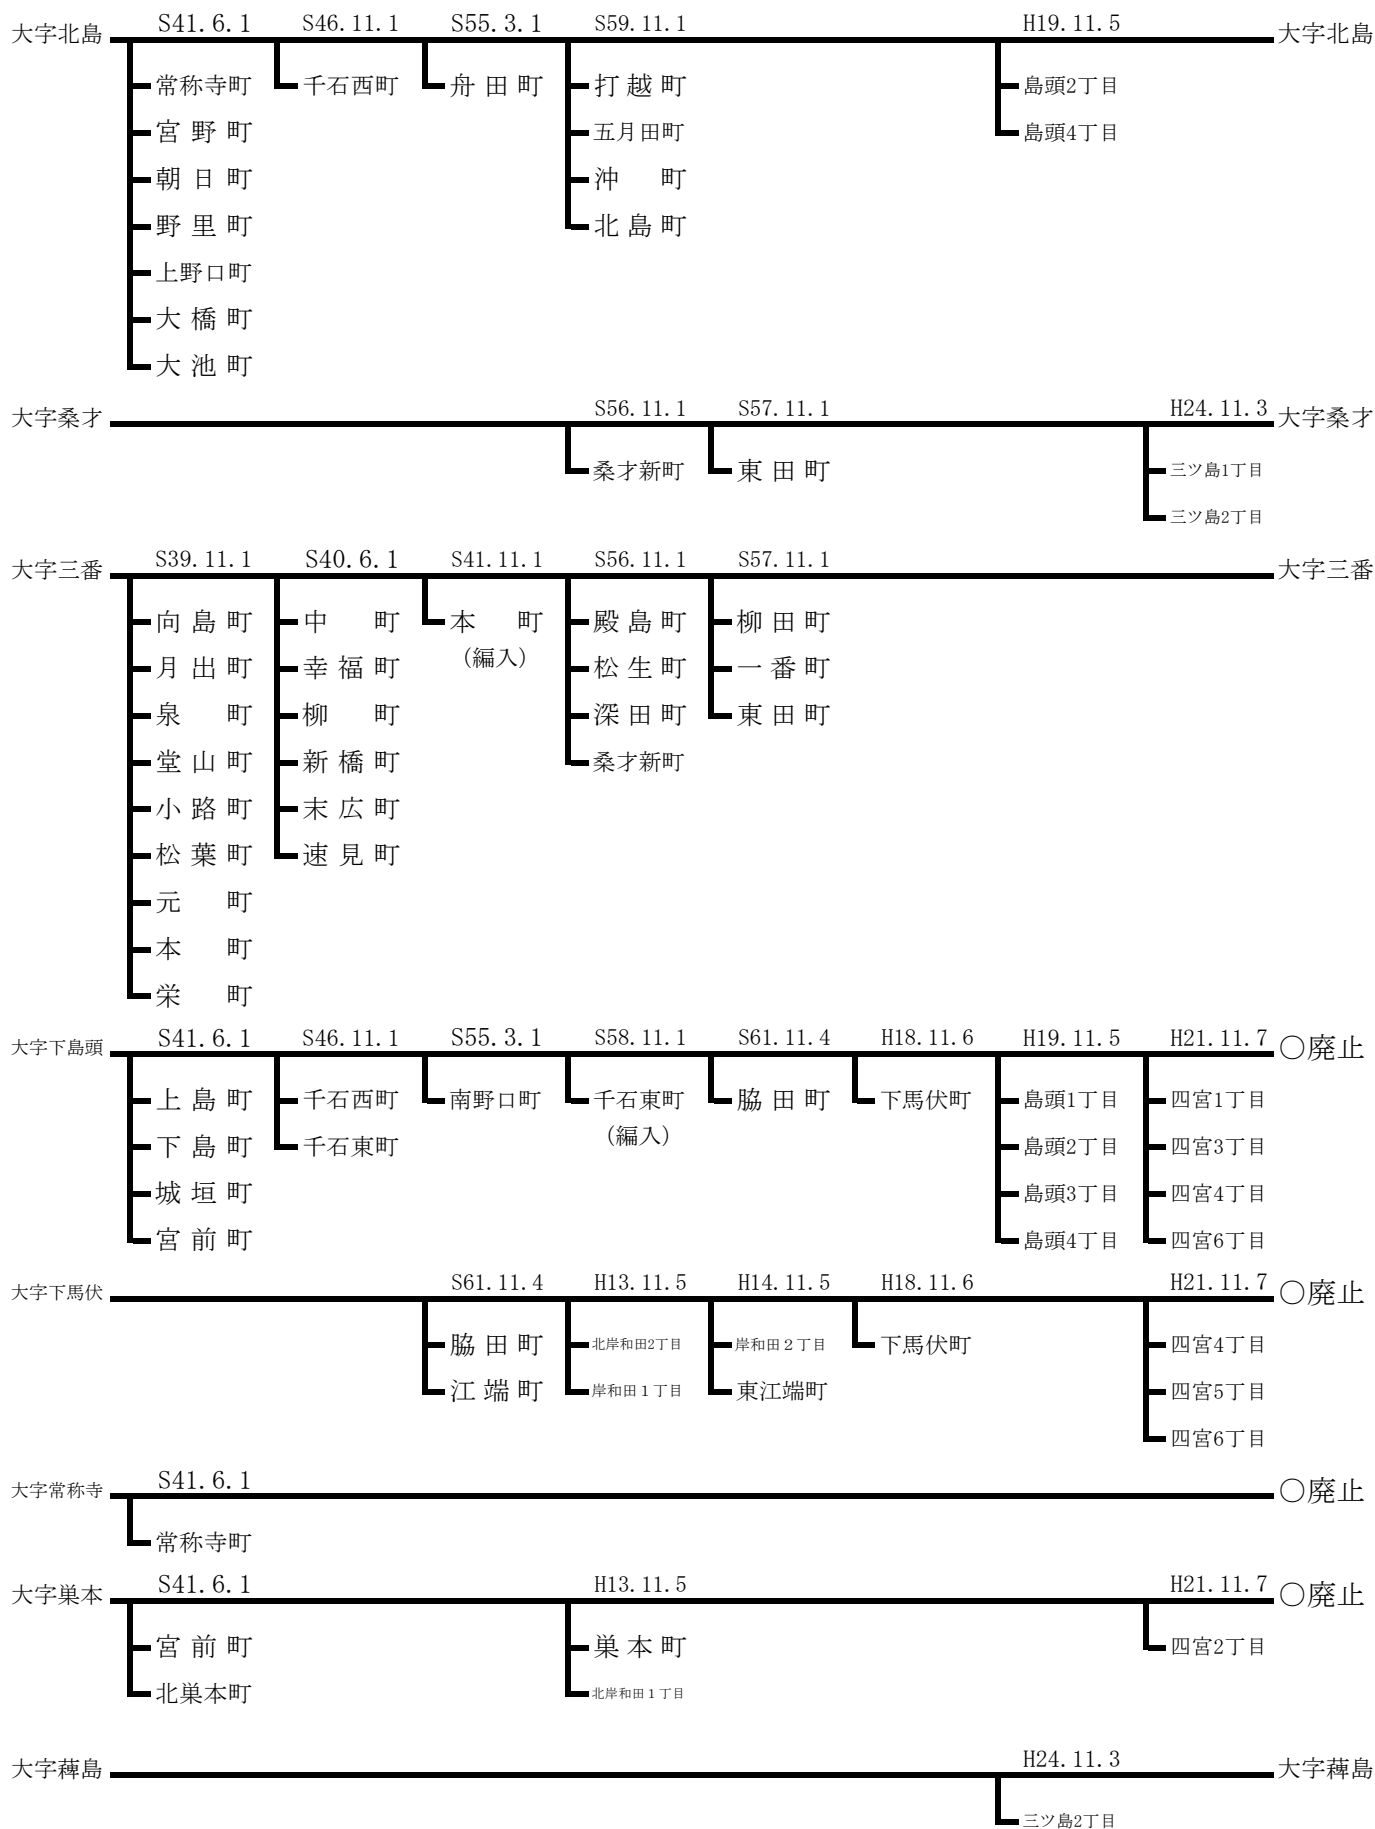 S41.6.1 S46.11.1 S55.3.1 S59.11.1 H19.11.5
大字北島 大字北島
常称寺町 千石西町 舟田町 打越町 島頭2丁目
宮野町 五月田町 島頭4丁目
朝日町 沖　町
野里町 北島町
上野口町
大橋町
大池町
S56.11.1 S57.11.1 H24.11.3
大字桑才 大字桑才
桑才新町 東田町 三ツ島1丁目
三ツ島2丁目
S39.11.1 S40.6.1 S41.11.1 S56.11.1 S57.11.1
大字三番 大字三番
向島町 中　町 本　町 殿島町 柳田町
月出町 幸福町 （編入） 松生町 一番町
泉　町 柳　町 深田町 東田町
堂山町 新橋町 桑才新町
小路町 末広町
松葉町 速見町
元　町
本　町
栄　町
S41.6.1 S46.11.1 S55.3.1 S58.11.1 S61.11.4 H18.11.6 H19.11.5 H21.11.7
大字下島頭 ○廃止
上島町 千石西町 南野口町 千石東町 脇田町 下馬伏町 島頭1丁目 四宮1丁目
下島町 千石東町 （編入） 島頭2丁目 四宮3丁目
城垣町 島頭3丁目 四宮4丁目
宮前町 島頭4丁目 四宮6丁目
S61.11.4 H13.11.5 H14.11.5 H18.11.6 H21.11.7
大字下馬伏 ○廃止
脇田町 北岸和田2丁目 岸和田２丁目 下馬伏町 四宮4丁目
江端町 岸和田１丁目 東江端町 四宮5丁目
四宮6丁目
S41.6.1
大字常称寺 ○廃止
常称寺町
S41.6.1 H13.11.5 H21.11.7
大字巣本 ○廃止
宮前町 巣本町 四宮2丁目
北巣本町 北岸和田１丁目
H24.11.3
大字薭島 大字薭島
三ツ島2丁目